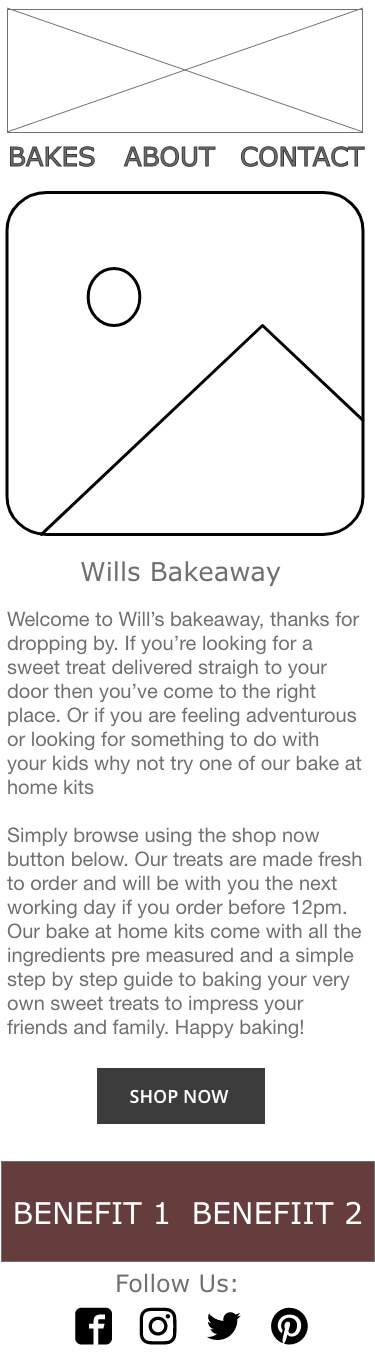 BAKES ABOUT CONTACT
Wills Bakeaway
Welcome to Will’s bakeaway, thanks for
dropping by. If you’re looking for a
sweet treat delivered straigh to your
door then you’ve come to the right
place. Or if you are feeling adventurous
or looking for something to do with
your kids why not try one of our bake at
home kits
Simply browse using the shop now
button below. Our treats are made fresh
to order and will be with you the next
working day if you order before 12pm.
Our bake at home kits come with all the
ingredients pre measured and a simple
step by step guide to baking your very
own sweet treats to impress your
friends and family. Happy baking!
SHOP NOW
BENEFIT 1 BENEFIIT 2
Follow Us: